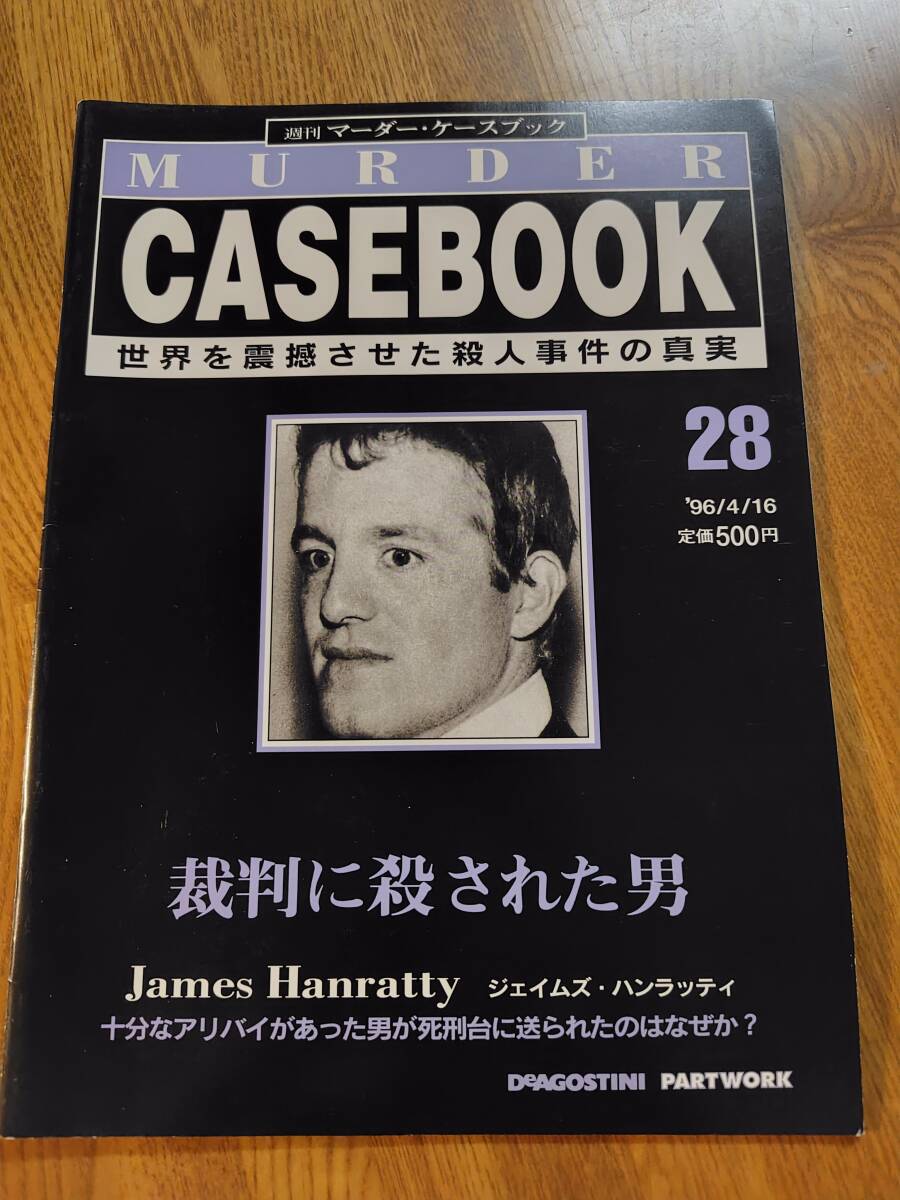 週刊 マーダー・ケースブック
MURDER
CASEBOOK
世界を震撼させた殺人事件の真実
28
'96/4/16
定価500円
裁判に殺された男
James Hanratty ジェイムズ・ハンラッティ
十分なアリバイがあった男が死刑台に送られたのはなぜか？
DeAGOSTINI PARTWORK